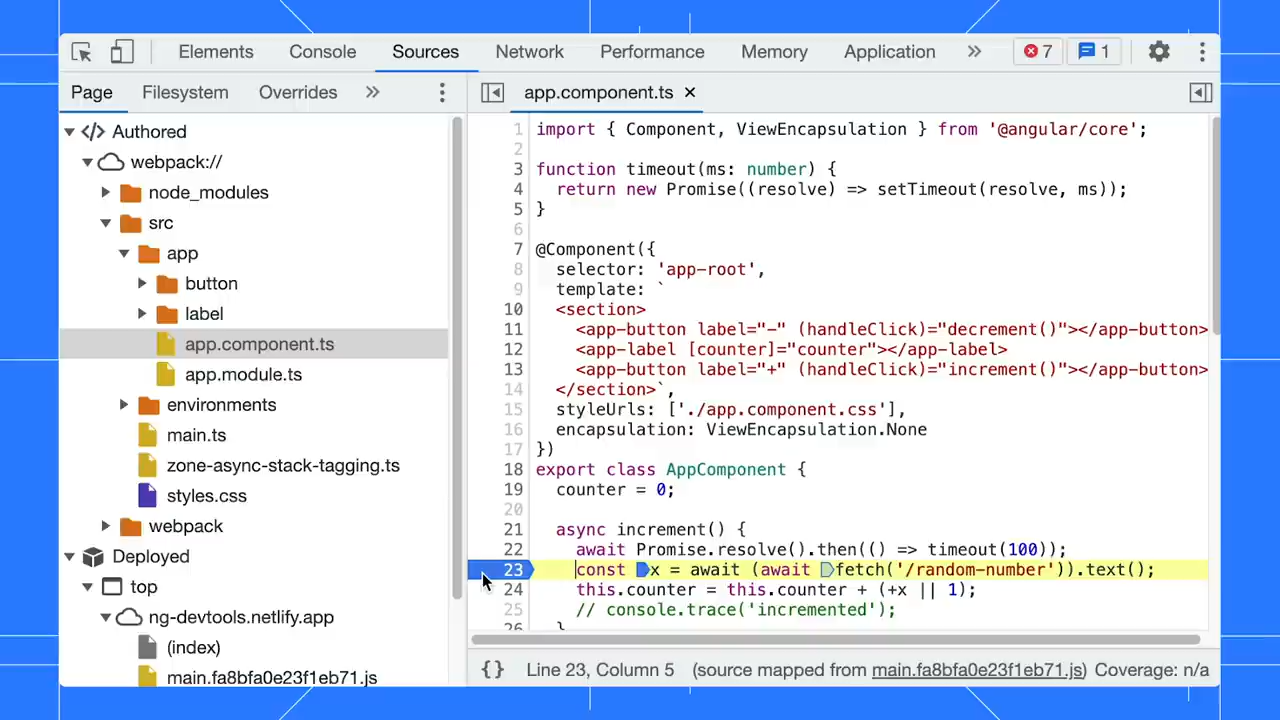 Elements Console Sources Network Performance Memory Application » 7 1
Page Filesystem Overrides »
app.component.ts ×
Authored
webpack://
node_modules
src
app
button
label
app.component.ts
app.module.ts
environments
main.ts
zone-async-stack-tagging.ts
styles.css
webpack
Deployed
top
ng-devtools.netlify.app
(index)
main.fa8bfa0e23f1eb71.js
1 import { Component, ViewEncapsulation } from '@angular/core';
2
3 function timeout(ms: number) {
4 return new Promise((resolve) => setTimeout(resolve, ms));
5 }
6
7 @Component({
8 selector: 'app-root',
9 template: `
10 <section>
11 <app-button label="-" (handleClick)="decrement()"></app-button>
12 <app-label [counter]="counter"></app-label>
13 <app-button label="+" (handleClick)="increment()"></app-button>
14 </section>`,
15 styleUrls: ['./app.component.css'],
16 encapsulation: ViewEncapsulation.None
17 })
18 export class AppComponent {
19 counter = 0;
20
21 async increment() {
22 await Promise.resolve().then(() => timeout(100));
23 const x = await (await fetch('/random-number')).text();
24 this.counter = this.counter + (+x || 1);
25 // console.trace('incremented');
26 }
{} Line 23, Column 5 (source mapped from main.fa8bfa0e23f1eb71.js) Coverage: n/a